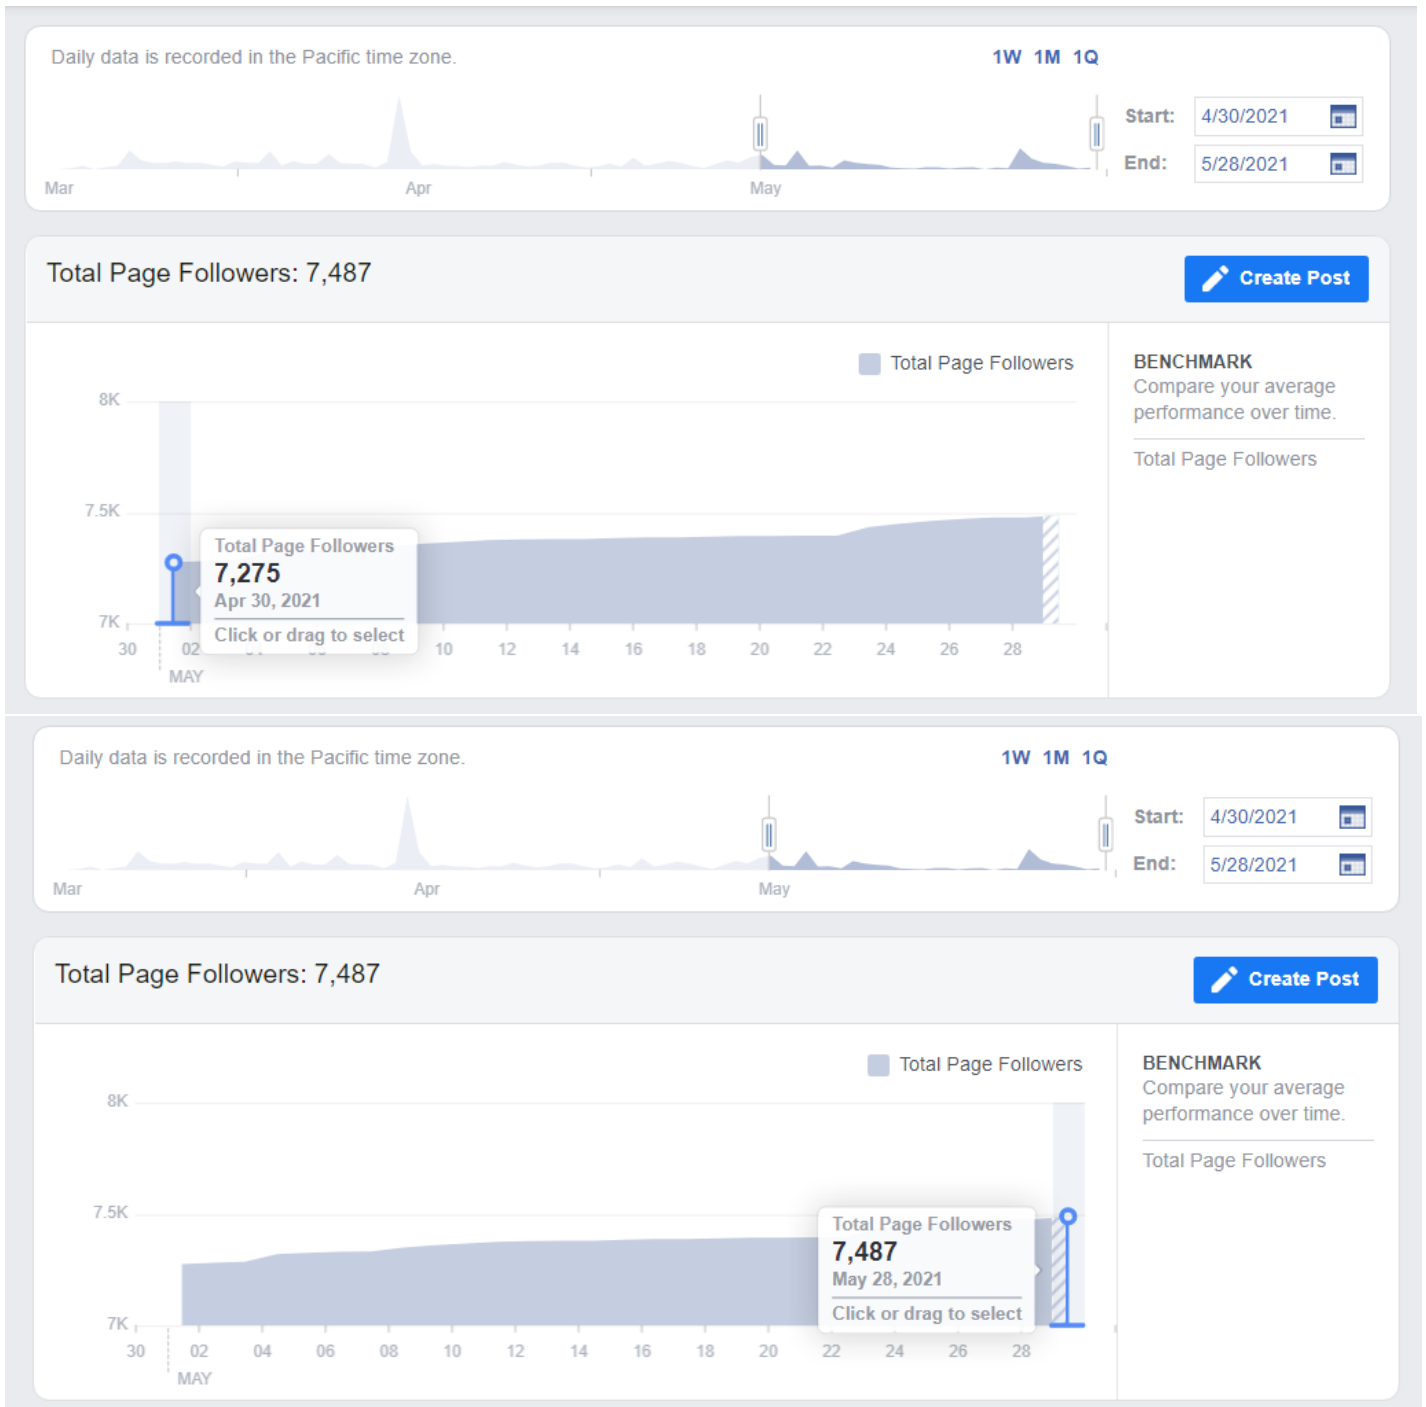 Daily data is recorded in the Pacific time zone.
1W 1M 1Q
Start: 4/30/2021
End: 5/28/2021
Mar Apr May
Total Page Followers: 7,487
Create Post
Total Page Followers
BENCHMARK
Compare your average
performance over time.
Total Page Followers
8K
7.5K
7K
Total Page Followers
7,275
Apr 30, 2021
Click or drag to select
30 02 10 12 14 16 18 20 22 24 26 28
MAY
Daily data is recorded in the Pacific time zone.
1W 1M 1Q
Start: 4/30/2021
End: 5/28/2021
Mar Apr May
Total Page Followers: 7,487
Create Post
Total Page Followers
BENCHMARK
Compare your average
performance over time.
Total Page Followers
8K
7.5K
7K
Total Page Followers
7,487
May 28, 2021
Click or drag to select
30 02 04 06 08 10 12 14 16 18 20 22 24 26 28
MAY